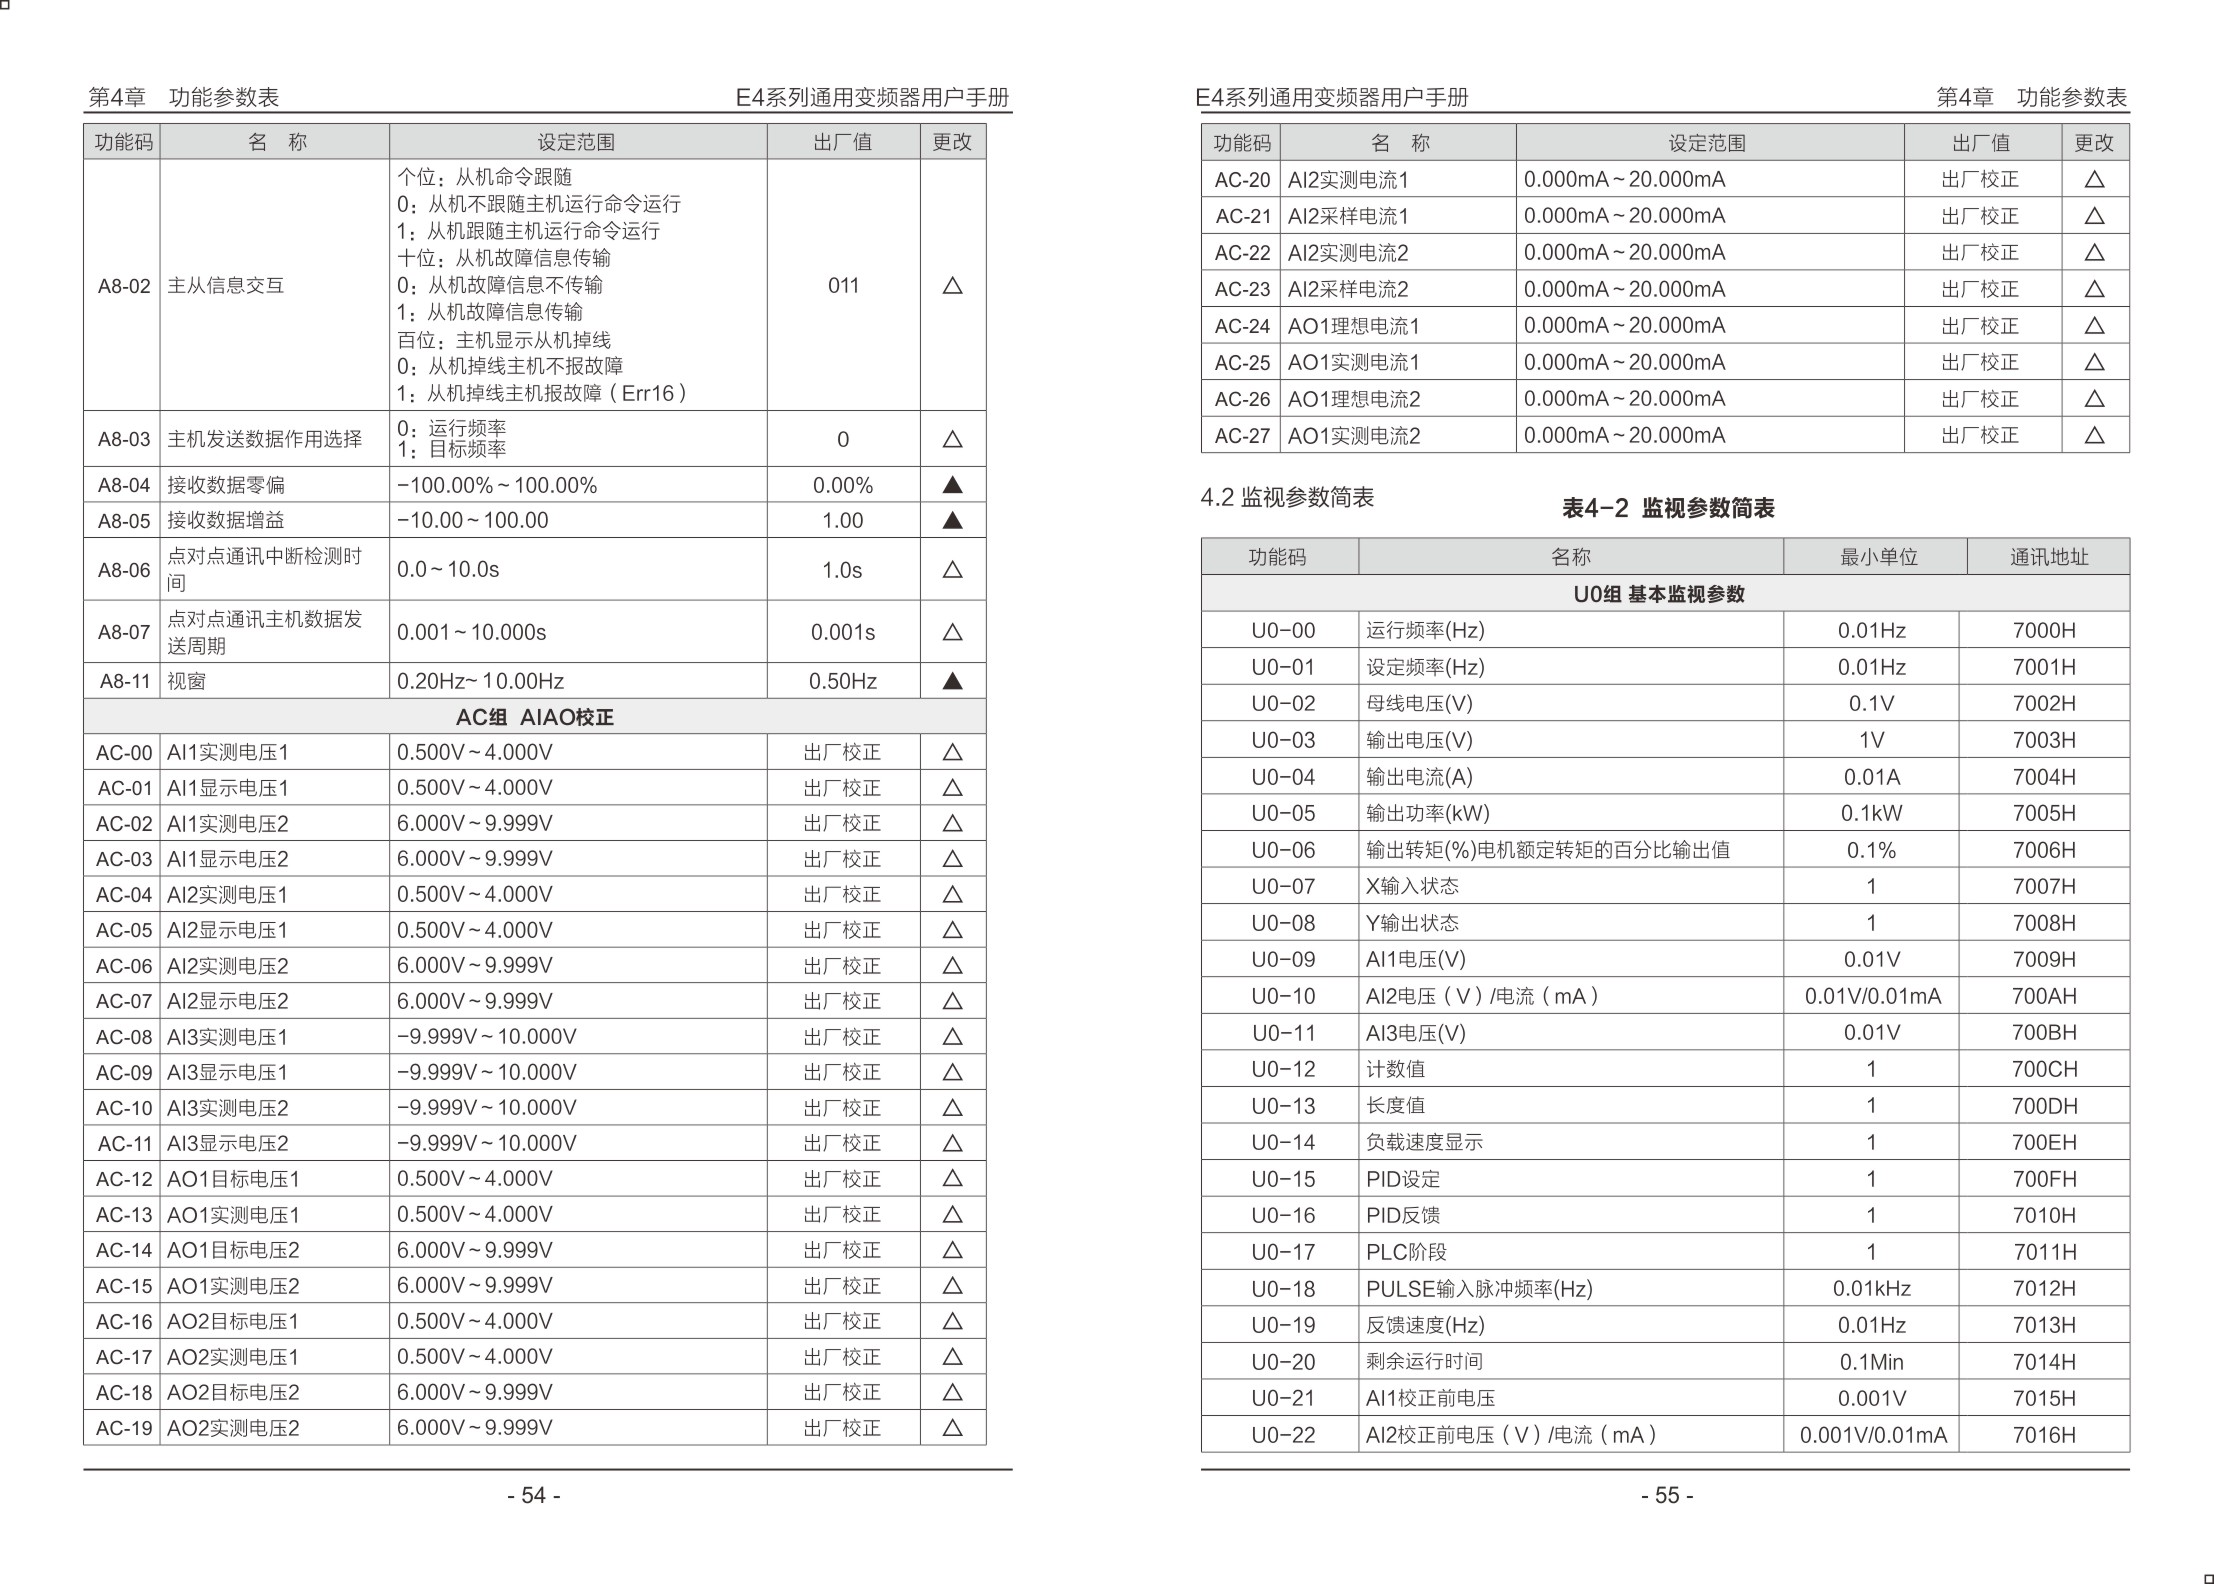 第4章 功能参数表 E4系列通用变频器用户手册
功能码 名 称 设定范围 出厂值 更改
A8-02 主从信息交互 个位：从机命令跟随
0：从机不跟随主机运行命令运行
1：从机跟随主机运行命令运行
十位：从机故障信息传输
0：从机故障信息不传输
1：从机故障信息传输
百位：主机显示从机掉线
0：从机掉线主机不报故障
1：从机掉线主机报故障（Err16） 011 △
A8-03 主机发送数据作用选择 0：运行频率
1：目标频率 0 △
A8-04 接收数据零偏 -100.00%~100.00% 0.00% ▲
A8-05 接收数据增益 -10.00~100.00 1.00 ▲
A8-06 点对点通讯中断检测时
间 0.0~10.0s 1.0s △
A8-07 点对点通讯主机数据发
送周期 0.001~10.000s 0.001s △
A8-11 视窗 0.20Hz~10.00Hz 0.50Hz ▲
AC组 AIAO校正
AC-00 AI1实测电压1 0.500V~4.000V 出厂校正 △
AC-01 AI1显示电压1 0.500V~4.000V 出厂校正 △
AC-02 AI1实测电压2 6.000V~9.999V 出厂校正 △
AC-03 AI1显示电压2 6.000V~9.999V 出厂校正 △
AC-04 AI2实测电压1 0.500V~4.000V 出厂校正 △
AC-05 AI2显示电压1 0.500V~4.000V 出厂校正 △
AC-06 AI2实测电压2 6.000V~9.999V 出厂校正 △
AC-07 AI2显示电压2 6.000V~9.999V 出厂校正 △
AC-08 AI3实测电压1 -9.999V~10.000V 出厂校正 △
AC-09 AI3显示电压1 -9.999V~10.000V 出厂校正 △
AC-10 AI3实测电压2 -9.999V~10.000V 出厂校正 △
AC-11 AI3显示电压2 -9.999V~10.000V 出厂校正 △
AC-12 AO1目标电压1 0.500V~4.000V 出厂校正 △
AC-13 AO1实测电压1 0.500V~4.000V 出厂校正 △
AC-14 AO1目标电压2 6.000V~9.999V 出厂校正 △
AC-15 AO1实测电压2 6.000V~9.999V 出厂校正 △
AC-16 AO2目标电压1 0.500V~4.000V 出厂校正 △
AC-17 AO2实测电压1 0.500V~4.000V 出厂校正 △
AC-18 AO2目标电压2 6.000V~9.999V 出厂校正 △
AC-19 AO2实测电压2 6.000V~9.999V 出厂校正 △
- 54 -
E4系列通用变频器用户手册 第4章 功能参数表
功能码 名 称 设定范围 出厂值 更改
AC-20 AI2实测电流1 0.000mA~20.000mA 出厂校正 △
AC-21 AI2采样电流1 0.000mA~20.000mA 出厂校正 △
AC-22 AI2实测电流2 0.000mA~20.000mA 出厂校正 △
AC-23 AI2采样电流2 0.000mA~20.000mA 出厂校正 △
AC-24 AO1理想电流1 0.000mA~20.000mA 出厂校正 △
AC-25 AO1实测电流1 0.000mA~20.000mA 出厂校正 △
AC-26 AO1理想电流2 0.000mA~20.000mA 出厂校正 △
AC-27 AO1实测电流2 0.000mA~20.000mA 出厂校正 △
4.2 监视参数简表
表4-2 监视参数简表
功能码 名称 最小单位 通讯地址
U0组 基本监视参数
U0-00 运行频率(Hz) 0.01Hz 7000H
U0-01 设定频率(Hz) 0.01Hz 7001H
U0-02 母线电压(V) 0.1V 7002H
U0-03 输出电压(V) 1V 7003H
U0-04 输出电流(A) 0.01A 7004H
U0-05 输出功率(kW) 0.1kW 7005H
U0-06 输出转矩(%)电机额定转矩的百分比输出值 0.1% 7006H
U0-07 X输入状态 1 7007H
U0-08 Y输出状态 1 7008H
U0-09 AI1电压(V) 0.01V 7009H
U0-10 AI2电压（V）/电流（mA） 0.01V/0.01mA 700AH
U0-11 AI3电压(V) 0.01V 700BH
U0-12 计数值 1 700CH
U0-13 长度值 1 700DH
U0-14 负载速度显示 1 700EH
U0-15 PID设定 1 700FH
U0-16 PID反馈 1 7010H
U0-17 PLC阶段 1 7011H
U0-18 PULSE输入脉冲频率(Hz) 0.01kHz 7012H
U0-19 反馈速度(Hz) 0.01Hz 7013H
U0-20 剩余运行时间 0.1Min 7014H
U0-21 AI1校正前电压 0.001V 7015H
U0-22 AI2校正前电压（V）/电流（mA） 0.001V/0.01mA 7016H
- 55 -